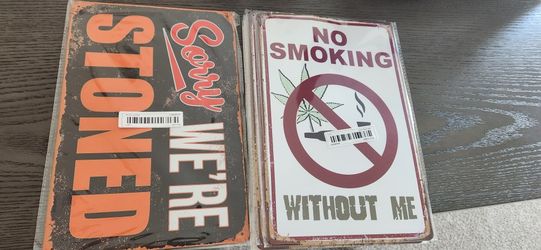 Sorry
WE'RE
STONED
NO
SMOKING
WITHOUT ME